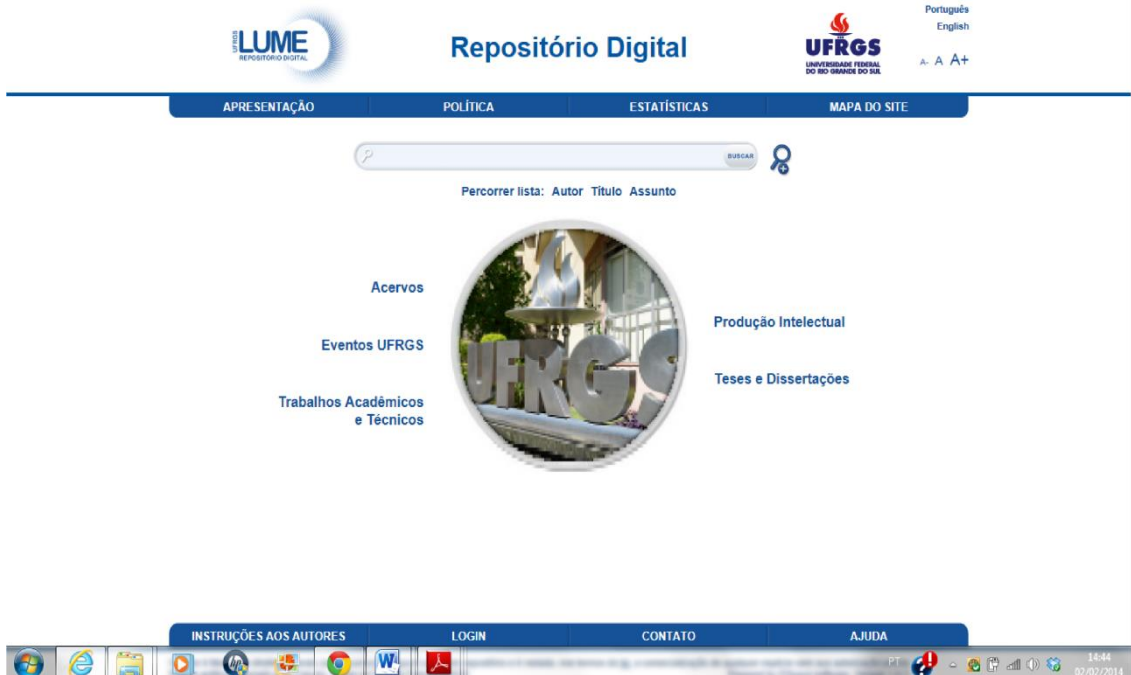 UFRGS
LUME
REPOSITÓRIO DIGITAL
Repositório Digital
UFRGS
UNIVERSIDADE FEDERAL
DO RIO GRANDE DO SUL
Português
English
A- A A+
APRESENTAÇÃO POLÍTICA ESTATÍSTICAS MAPA DO SITE
BUSCAR
Percorrer lista: Autor Título Assunto
Acervos
Eventos UFRGS
Trabalhos Acadêmicos
e Técnicos
UFRGS
Produção Intelectual
Teses e Dissertações
INSTRUÇÕES AOS AUTORES LOGIN CONTATO AJUDA
hp
W
PT
14:44
02/02/2014